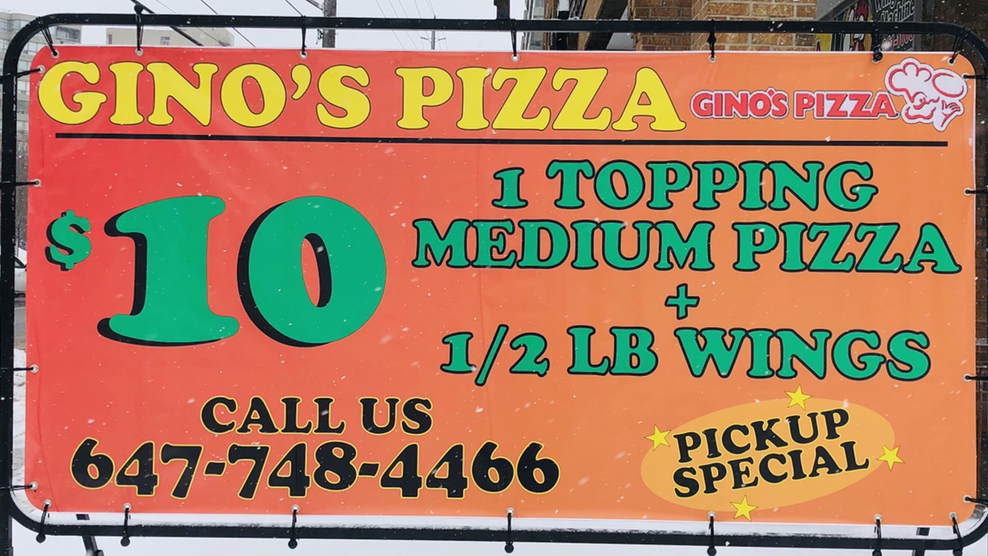 GINO'S PIZZA
GINO'S PIZZA
$10
1 TOPPING
MEDIUM PIZZA
+
1/2 LB WINGS
CALL US
647-748-4466
PICKUP
SPECIAL